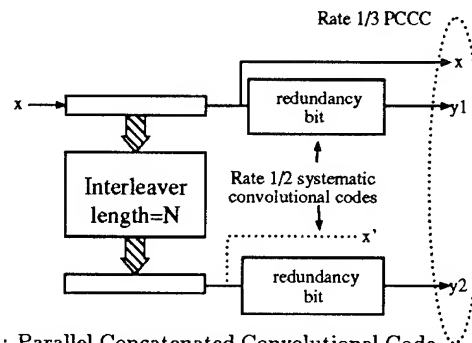 Rate 1/3 PCCC
x
x
redundancy
bit
y1
Interleaver
length=N
Rate 1/2 systematic
convolutional codes
x'
redundancy
bit
y2
: Parallel Concatenated Convolutional Code